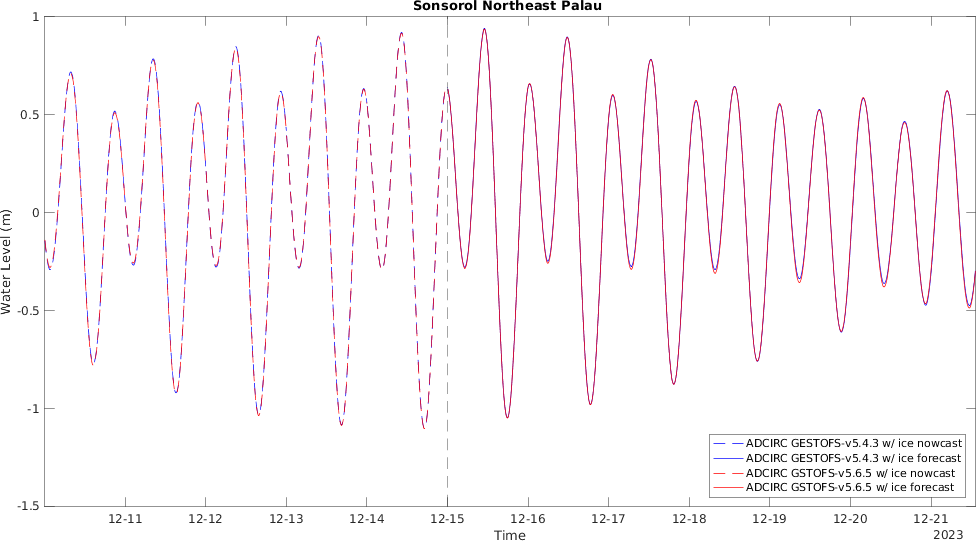 Sonsorol Northeast Palau
1
0.5
0
-0.5
-1
-1.5
Water Level (m)
12-11
12-12
12-13
12-14
12-15
12-16
12-17
12-18
12-19
12-20
12-21
Time
2023
ADCIRC GESTOFS-v5.4.3 w/ ice nowcast
ADCIRC GESTOFS-v5.4.3 w/ ice forecast
ADCIRC GSTOFS-v5.6.5 w/ ice nowcast
ADCIRC GSTOFS-v5.6.5 w/ ice forecast